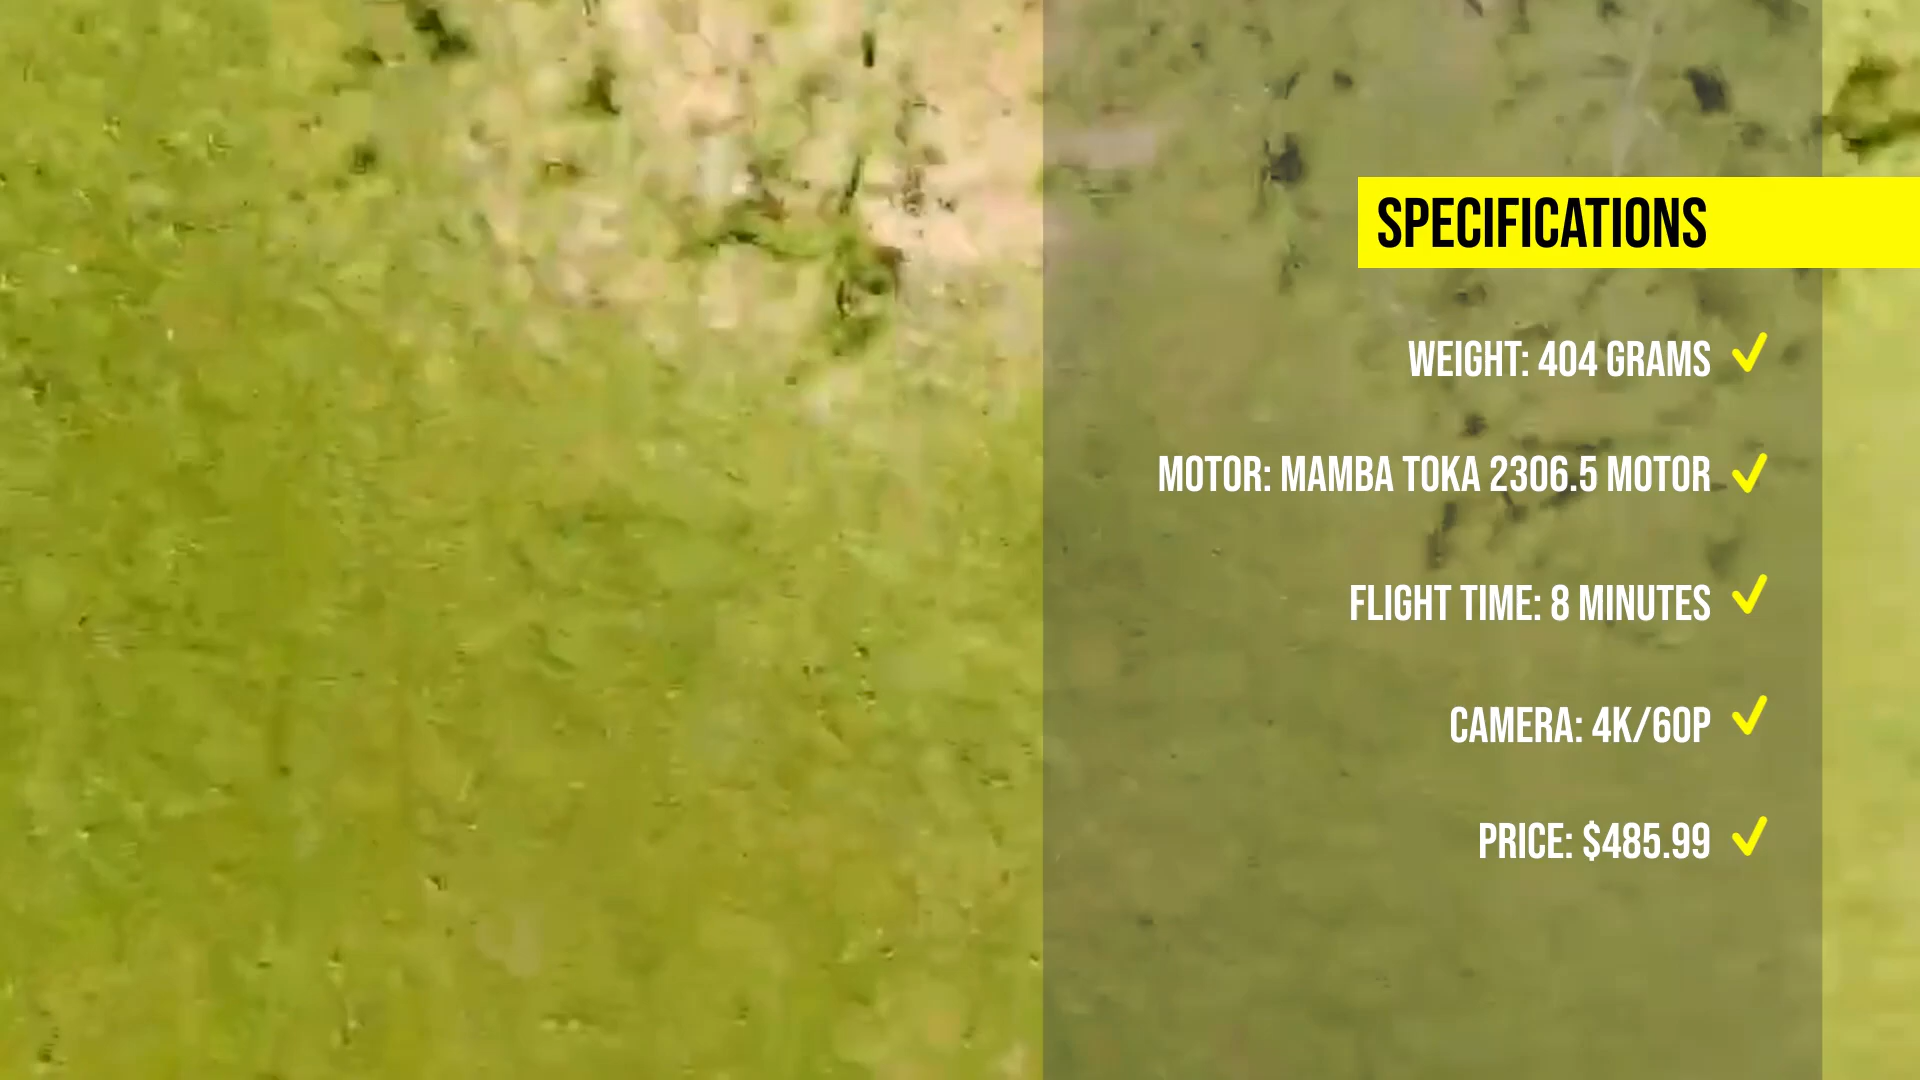 SPECIFICATIONS
WEIGHT: 404 GRAMS
MOTOR: MAMBA TOKA 2306.5 MOTOR
FLIGHT TIME: 8 MINUTES
CAMERA: 4K/60P
PRICE: $485.99